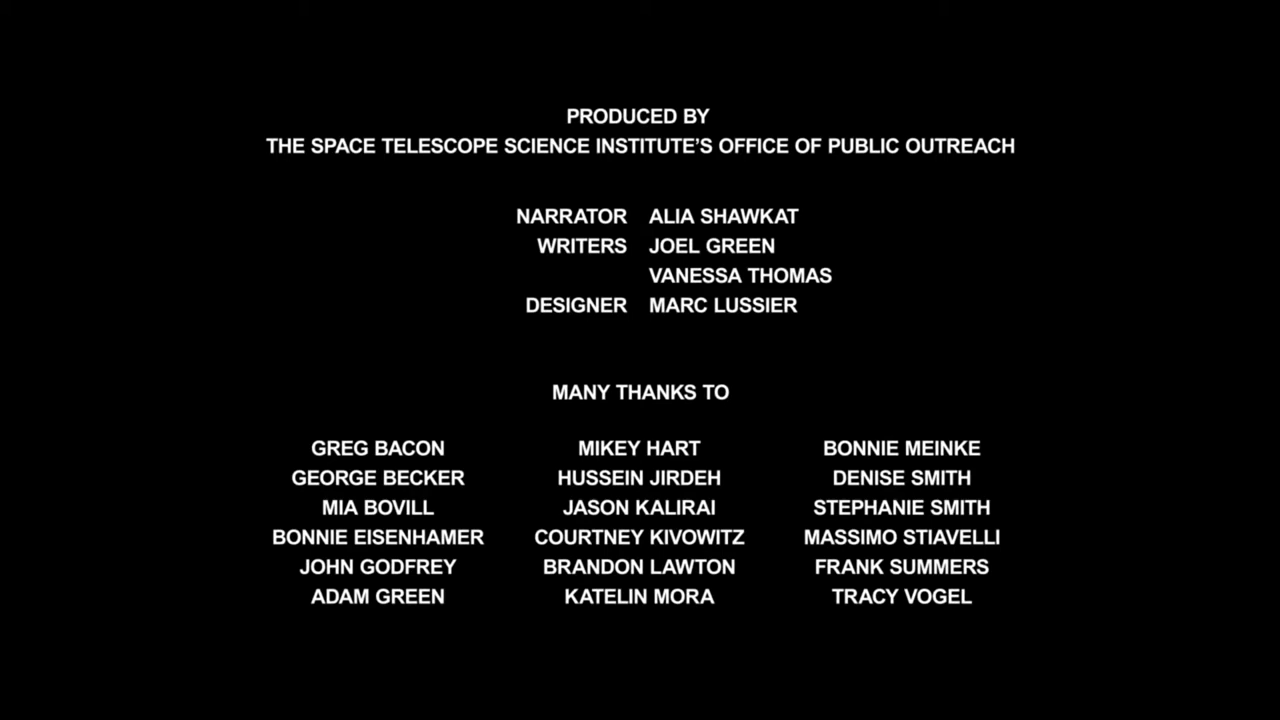 PRODUCED BY
THE SPACE TELESCOPE SCIENCE INSTITUTE’S OFFICE OF PUBLIC OUTREACH
NARRATOR ALIA SHAWKAT
WRITERS JOEL GREEN
VANESSA THOMAS
DESIGNER MARC LUSSIER
MANY THANKS TO
GREG BACON MIKEY HART BONNIE MEINKE
GEORGE BECKER HUSSEIN JIRDEH DENISE SMITH
MIA BOVILL JASON KALIRAI STEPHANIE SMITH
BONNIE EISENHAMER COURTNEY KIVOWITZ MASSIMO STIAVELLI
JOHN GODFREY BRANDON LAWTON FRANK SUMMERS
ADAM GREEN KATELIN MORA TRACY VOGEL